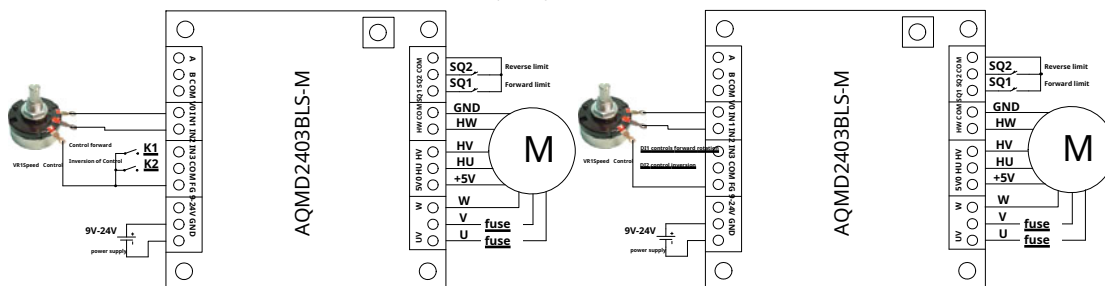 AQMD2403BLS-M
A
B
COM
V0
IN1
IN2
IN3
COM
FG
9-24V
GND
VR1Speed Control
Control forward
Inversion of Control
K1
K2
9V-24V
power supply
COM
SQ2
SQ1
COM
HW
HV
HU
5V0
W
UV
SQ2
SQ1
Reverse limit
Forward limit
GND
HW
HV
HU
+5V
W
V
U
fuse
fuse
M
AQMD2403BLS-M
A
B
COM
V0
IN1
IN2
IN3
COM
FG
9-24V
GND
VR1Speed Control
DI1 controls forward rotation
DI2 control inversion
9V-24V
power supply
COM
SQ2
SQ1
COM
HW
HV
HU
5V0
W
UV
SQ2
SQ1
Reverse limit
Forward limit
GND
HW
HV
HU
+5V
W
V
U
fuse
fuse
M